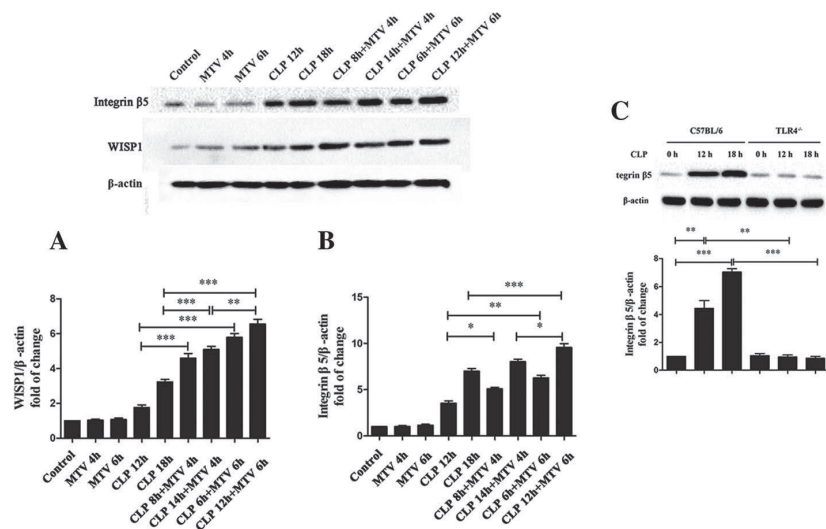 Control
MTV 4h
MTV 6h
CLP 12h
CLP 18h
CLP 8h+MTV 4h
CLP 14h+MTV 4h
CLP 6h+MTV 6h
CLP 12h+MTV 6h
Integrin β5
WISP1
β-actin
C
C57BL/6 TLR4-/-
CLP 0 h 12 h 18 h 0 h 12 h 18 h
tegrin β5
β-actin
A
WISP1/β -actin
fold of change
8
6
4
2
0
***
*** **
***
***
Control
MTV 4h
MTV 6h
CLP 12h
CLP 18h
CLP 8h+MTV 4h
CLP 14h+MTV 4h
CLP 6h+MTV 6h
CLP 12h+MTV 6h
B
Integrin β 5/β -actin
fold of change
15
10
5
0
***
**
* *
Control
MTV 4h
MTV 6h
CLP 12h
CLP 18h
CLP 8h+MTV 4h
CLP 14h+MTV 4h
CLP 6h+MTV 6h
CLP 12h+MTV 6h
Integrin β 5/β -actin
fold of change
8
6
4
2
0
** **
*** ***